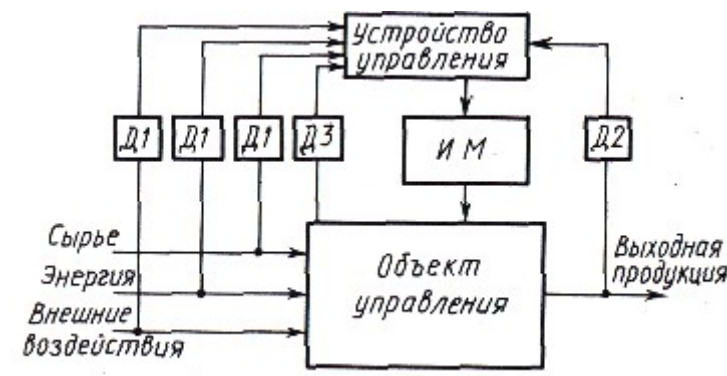 Устройство
управления
Д1
Д1
Д1
Д3
ИМ
Д2
Сырье
Энергия
Внешние
воздействия
Объект
управления
Выходная
продукция